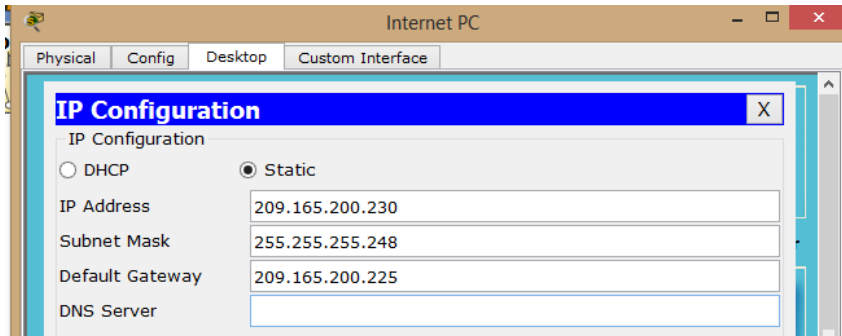 Internet PC
Physical Config Desktop Custom Interface
IP Configuration X
IP Configuration
DHCP Static
IP Address 209.165.200.230
Subnet Mask 255.255.255.248
Default Gateway 209.165.200.225
DNS Server